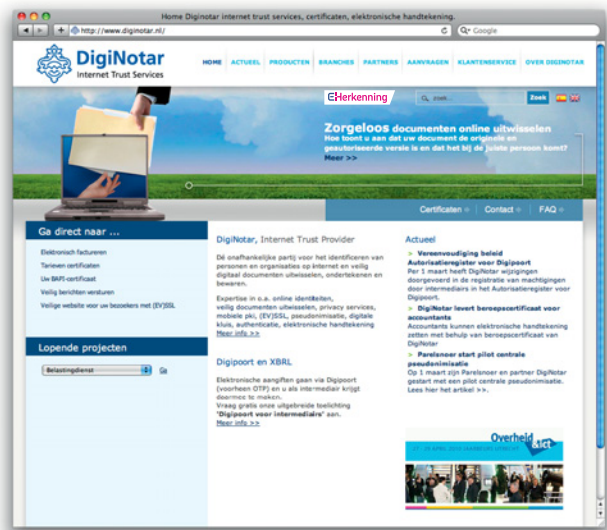 Home Diginotar internet trust services, certificaten, elektronische handtekening.
http://www.diginotar.nl/
Google
DigiNotar
Internet Trust Services
HOME ACTUEEL PRODUCTEN BRANCHES PARTNERS AANVRAGEN KLANTENSERVICE OVER DIGINOTAR
eHerkenning
zoek...
Zoek
Zorgeloos documenten online uitwisselen
Hoe toont u aan dat uw document de originele en
geautoriseerde versie is en dat het bij de juiste persoon komt?
Meer >>
Certificaten
Contact
FAQ
Ga direct naar ...
Elektronisch factureren
Tarieven certificaten
Uw BAPI-certificaat
Veilig berichten versturen
Veilige website voor uw bezoekers met (EV)SSL
Lopende projecten
Belastingdienst
Ga
DigiNotar, Internet Trust Provider
Dé onafhankelijke partij voor het identificeren van
personen en organisaties op internet en veilig
digitaal documenten uitwisselen, ondertekenen en
bewaren.
Expertise in o.a. online identiteiten,
veilig documenten uitwisselen, privacy services,
mobiele pki, (EV)SSL, pseudonimisatie, digitale
kluis, authenticatie, elektronische handtekening
Meer info >>
Digipoort en XBRL
Elektronische aangiften gaan via Digipoort
(voorheen OTP) en u als intermediair krijgt
daarmee te maken.
Vraag gratis onze uitgebreide toelichting
'Digipoort voor intermediairs' aan.
Meer info >>
Actueel
> Vereenvoudiging beleid
Autorisatieregister voor Digipoort
Per 1 maart heeft DigiNotar wijzigingen
doorgevoerd in de registratie van machtigingen
door intermediairs in het Autorisatieregister voor
Digipoort.
> DigiNotar levert beroepscertificaat voor
accountants
Accountants kunnen elektronische handtekening
zetten met behulp van beroepscertificaat van
DigiNotar
> Parelsnoer start pilot centrale
pseudonimisatie
Op 1 maart zijn Parelsnoer en partner DigiNotar
gestart met een pilot centrale pseudonimisatie.
Lees hier het artikel >>.
Overheid
&ict
APRIL 2010